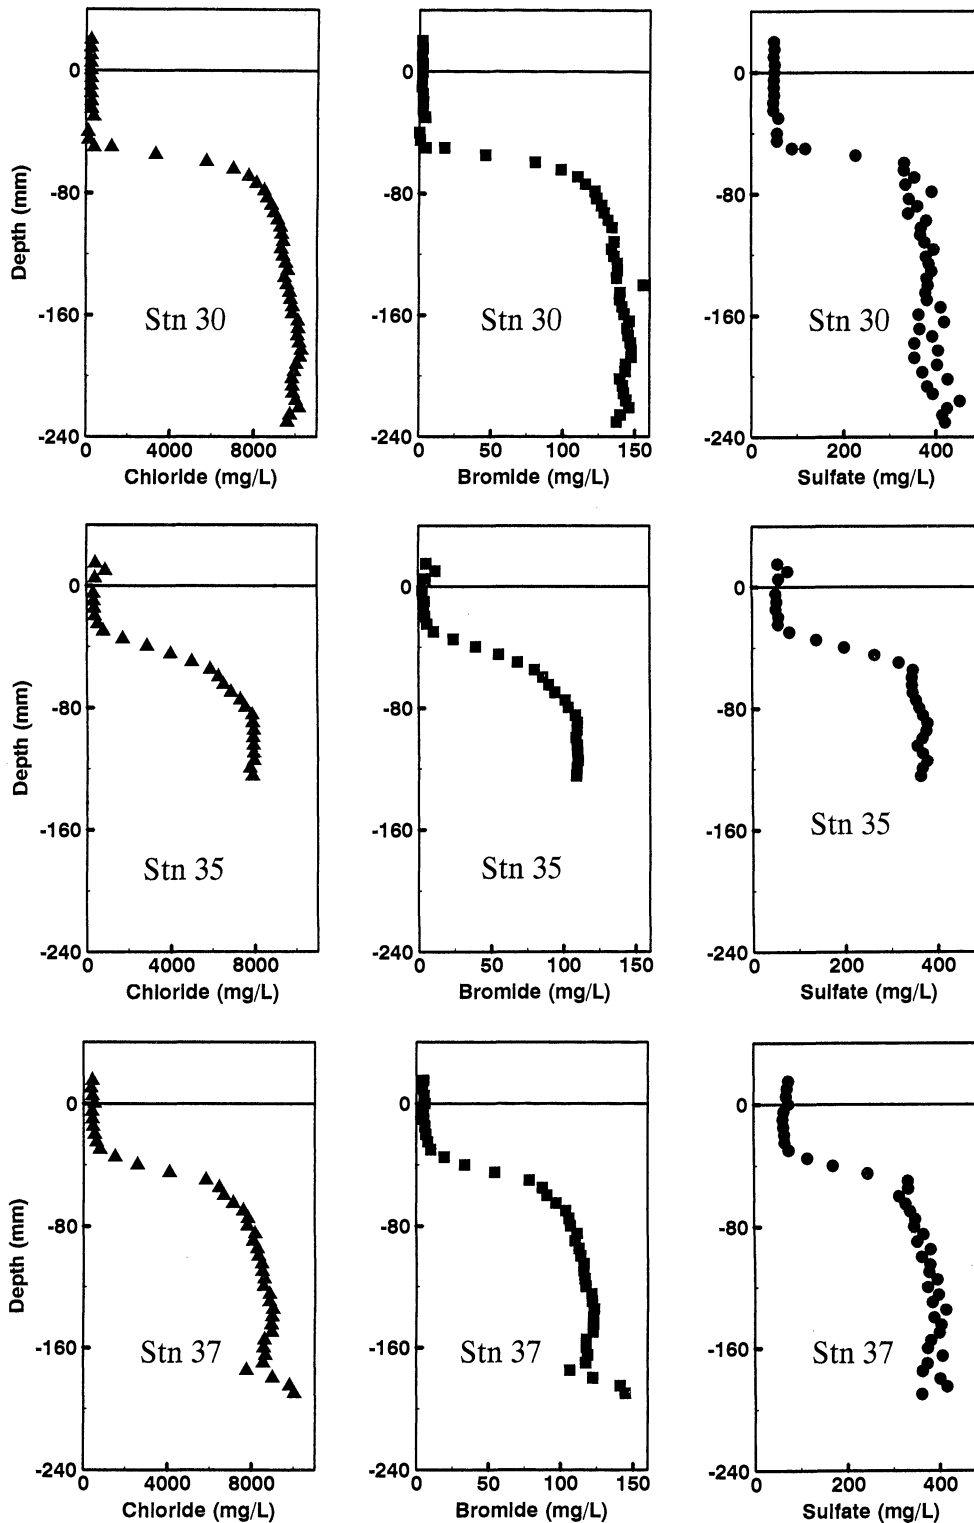 0
-80
-160
-240
Depth (mm)
Stn 30
0 4000 8000
Chloride (mg/L)
0
-80
-160
-240
Stn 30
0 50 100 150
Bromide (mg/L)
0
-80
-160
-240
Stn 30
0 200 400
Sulfate (mg/L)
0
-80
-160
-240
Depth (mm)
Stn 35
0 4000 8000
Chloride (mg/L)
0
-80
-160
-240
Stn 35
0 50 100 150
Bromide (mg/L)
0
-80
-160
-240
Stn 35
0 200 400
Sulfate (mg/L)
0
-80
-160
-240
Depth (mm)
Stn 37
0 4000 8000
Chloride (mg/L)
0
-80
-160
-240
Stn 37
0 50 100 150
Bromide (mg/L)
0
-80
-160
-240
Stn 37
0 200 400
Sulfate (mg/L)